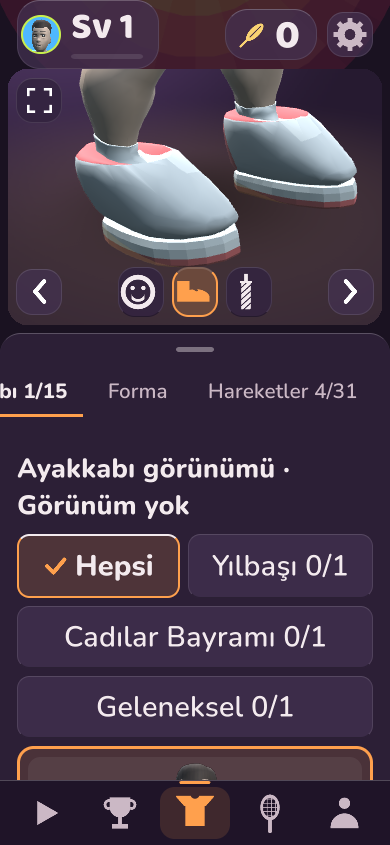 Sv 1
0
bı 1/15
Forma
Hareketler 4/31
Ayakkabı görünümü ·
Görünüm yok
Hepsi
Yılbaşı 0/1
Cadılar Bayramı 0/1
Geleneksel 0/1